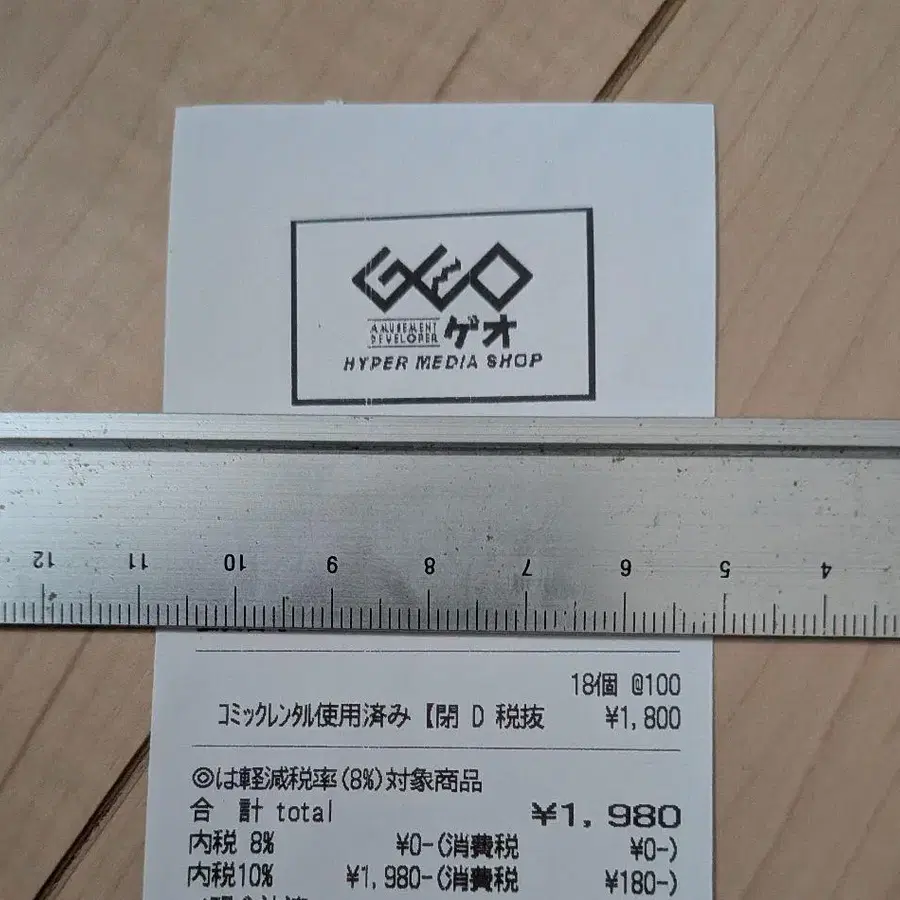 GEO
AMUSEMENT
DEVELOPER ゲオ
HYPER MEDIA SHOP
12 11 10 9 8 7 6 5 4
18個 @100
コミックレンタル使用済み【閉 D 税抜 ¥1,800
◎は軽減税率(8%)対象商品
合 計 total ¥1,980
内税 8% ¥0-(消費税 ¥0-)
内税10% ¥1,980-(消費税 ¥180-)